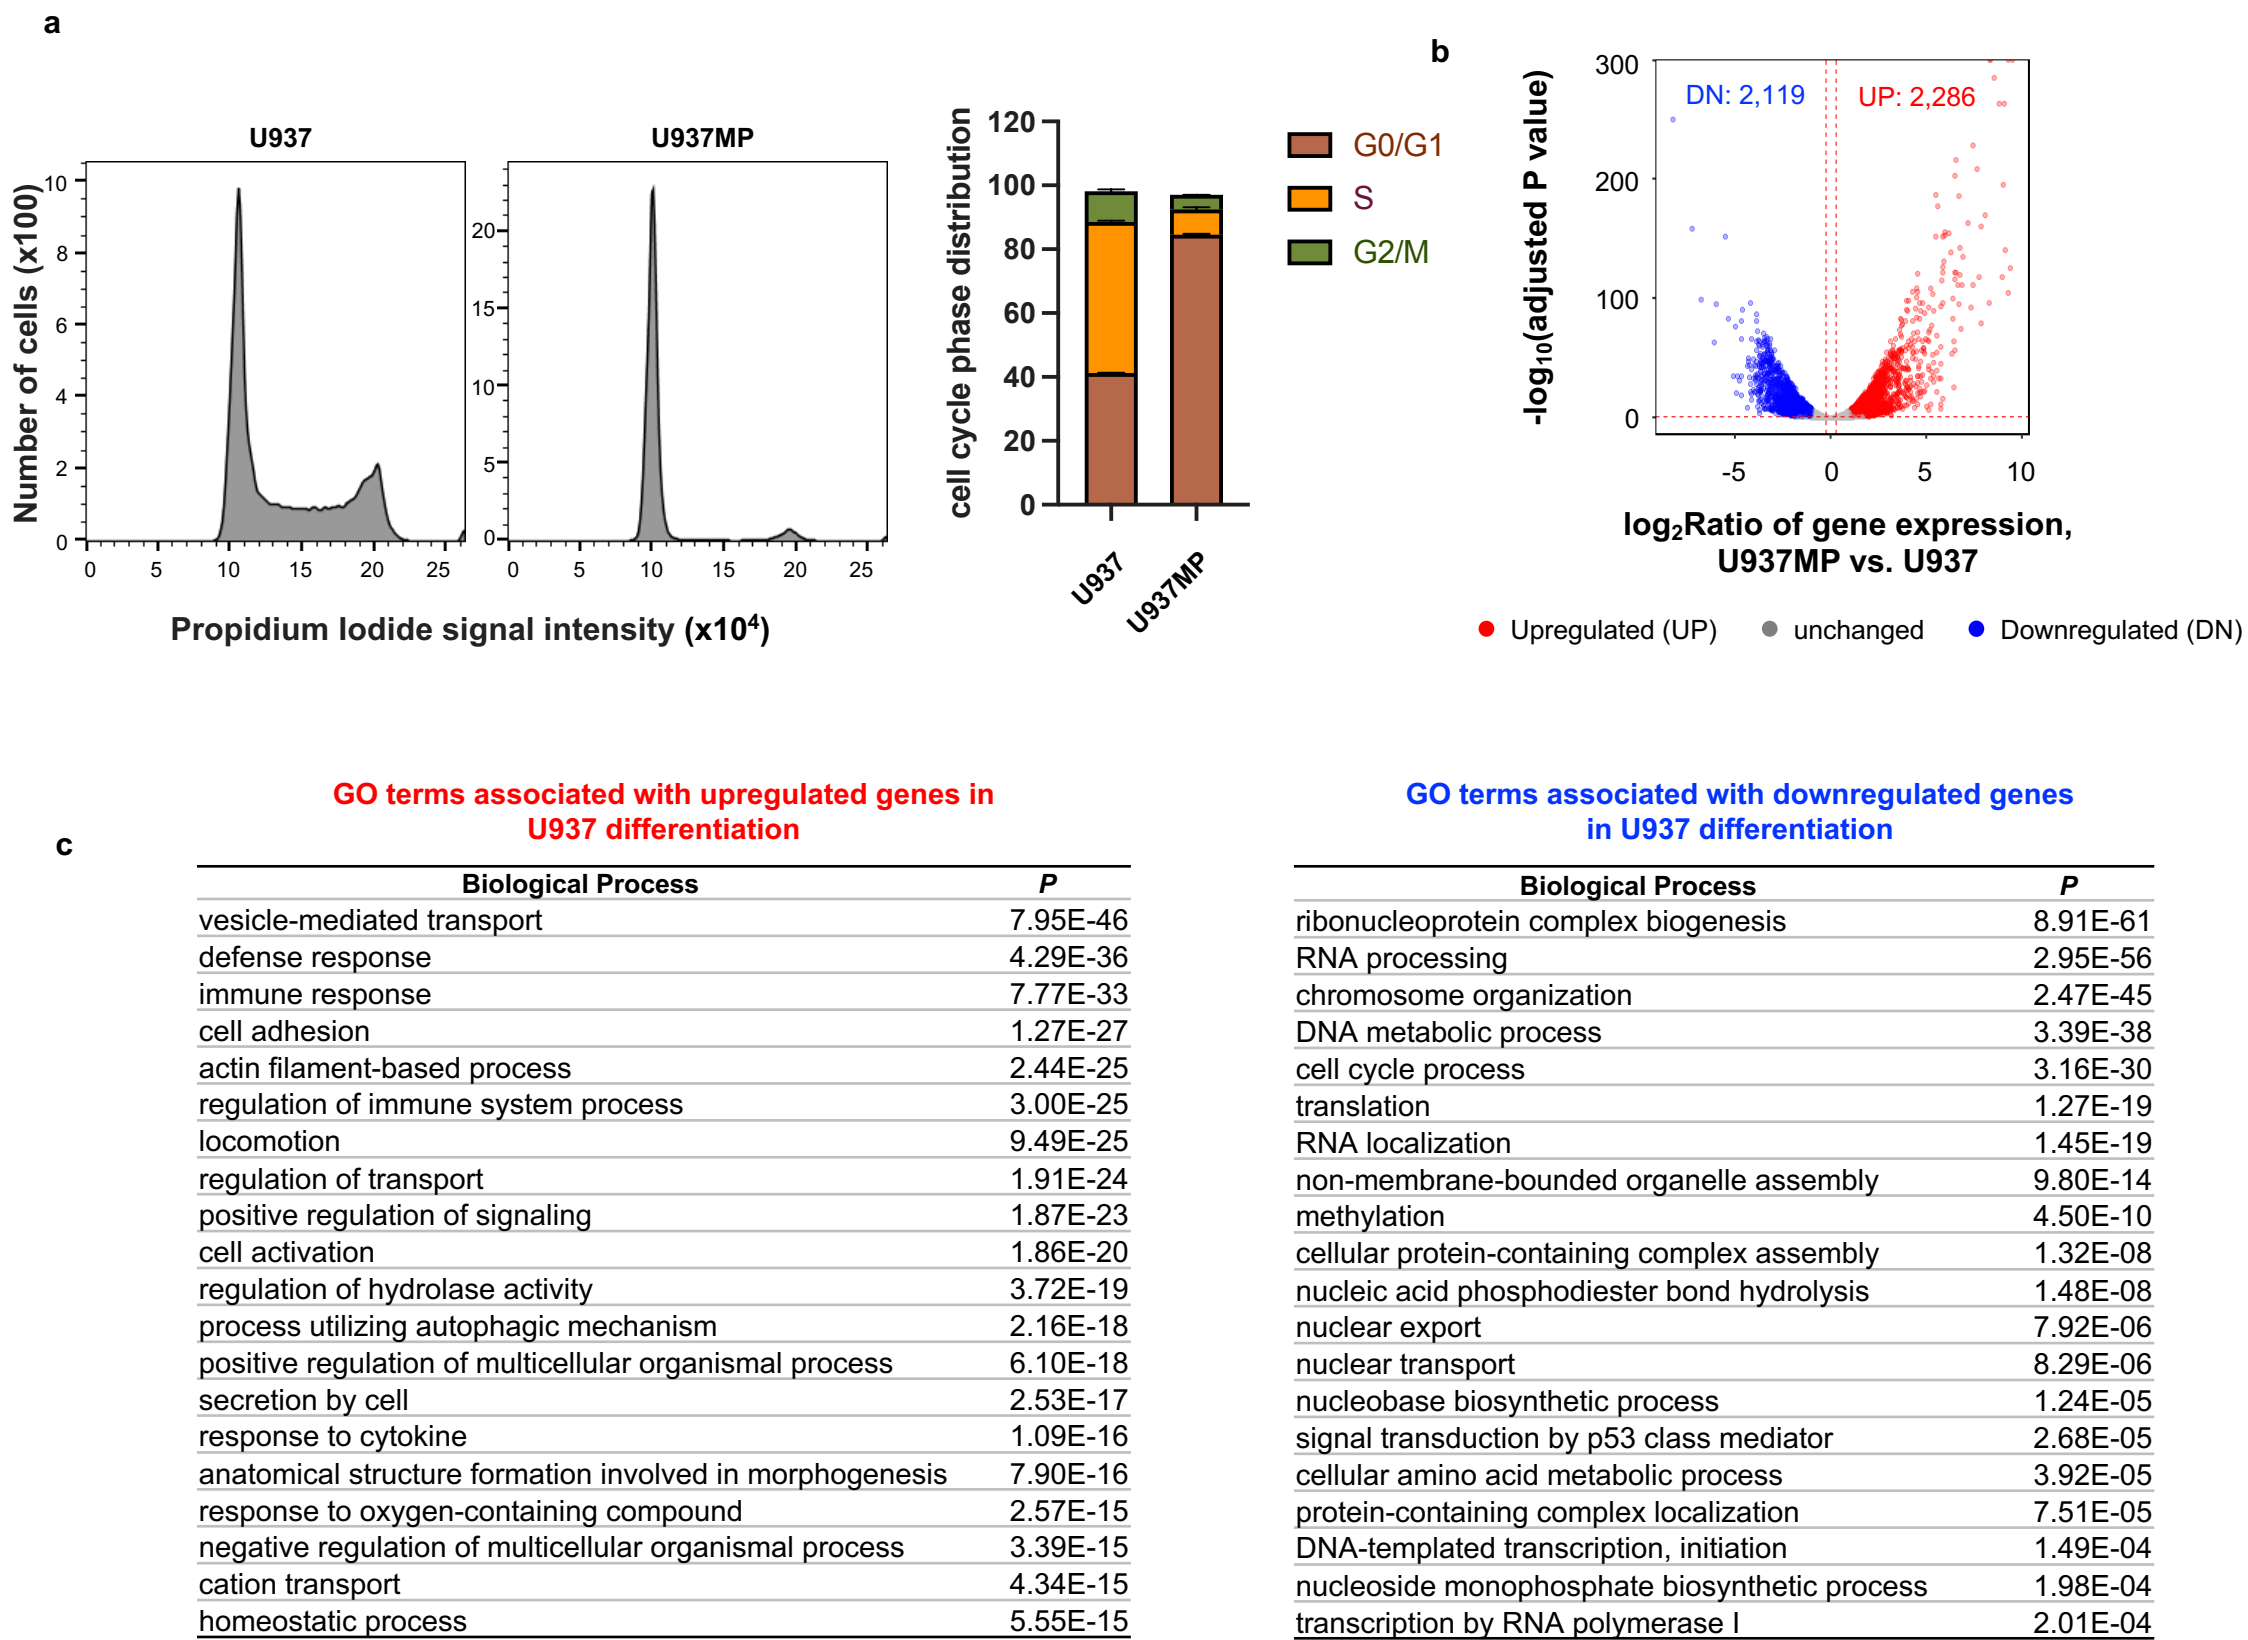 a
U937
U937MP
Number of cells (x100)
10
8
6
4
2
0
0 5 10 15 20 25
20
15
10
5
0
0 5 10 15 20 25
Propidium Iodide signal intensity (x10⁴)
cell cycle phase distribution
120
100
80
60
40
20
0
U937
U937MP
G0/G1
S
G2/M
b
-log₁₀(adjusted P value)
300
200
100
0
DN: 2,119
UP: 2,286
-5 0 5 10
log₂Ratio of gene expression,
U937MP vs. U937
Upregulated (UP) unchanged Downregulated (DN)
c
GO terms associated with upregulated genes in
U937 differentiation
Biological Process P
vesicle-mediated transport 7.95E-46
defense response 4.29E-36
immune response 7.77E-33
cell adhesion 1.27E-27
actin filament-based process 2.44E-25
regulation of immune system process 3.00E-25
locomotion 9.49E-25
regulation of transport 1.91E-24
positive regulation of signaling 1.87E-23
cell activation 1.86E-20
regulation of hydrolase activity 3.72E-19
process utilizing autophagic mechanism 2.16E-18
positive regulation of multicellular organismal process 6.10E-18
secretion by cell 2.53E-17
response to cytokine 1.09E-16
anatomical structure formation involved in morphogenesis 7.90E-16
response to oxygen-containing compound 2.57E-15
negative regulation of multicellular organismal process 3.39E-15
cation transport 4.34E-15
homeostatic process 5.55E-15
GO terms associated with downregulated genes
in U937 differentiation
Biological Process P
ribonucleoprotein complex biogenesis 8.91E-61
RNA processing 2.95E-56
chromosome organization 2.47E-45
DNA metabolic process 3.39E-38
cell cycle process 3.16E-30
translation 1.27E-19
RNA localization 1.45E-19
non-membrane-bounded organelle assembly 9.80E-14
methylation 4.50E-10
cellular protein-containing complex assembly 1.32E-08
nucleic acid phosphodiester bond hydrolysis 1.48E-08
nuclear export 7.92E-06
nuclear transport 8.29E-06
nucleobase biosynthetic process 1.24E-05
signal transduction by p53 class mediator 2.68E-05
cellular amino acid metabolic process 3.92E-05
protein-containing complex localization 7.51E-05
DNA-templated transcription, initiation 1.49E-04
nucleoside monophosphate biosynthetic process 1.98E-04
transcription by RNA polymerase I 2.01E-04